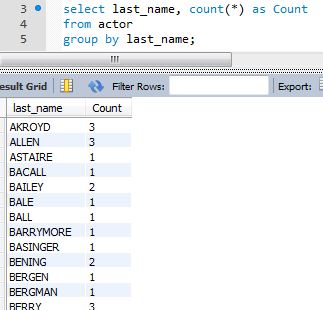 3 select last_name, count(*) as Count
4 from actor
5 group by last_name;
esult Grid Filter Rows: Export:
last_name Count
AKROYD 3
ALLEN 3
ASTAIRE 1
BACALL 1
BAILEY 2
BALE 1
BALL 1
BARRYMORE 1
BASINGER 1
BENING 2
BERGEN 1
BERGMAN 1
BERRY 3